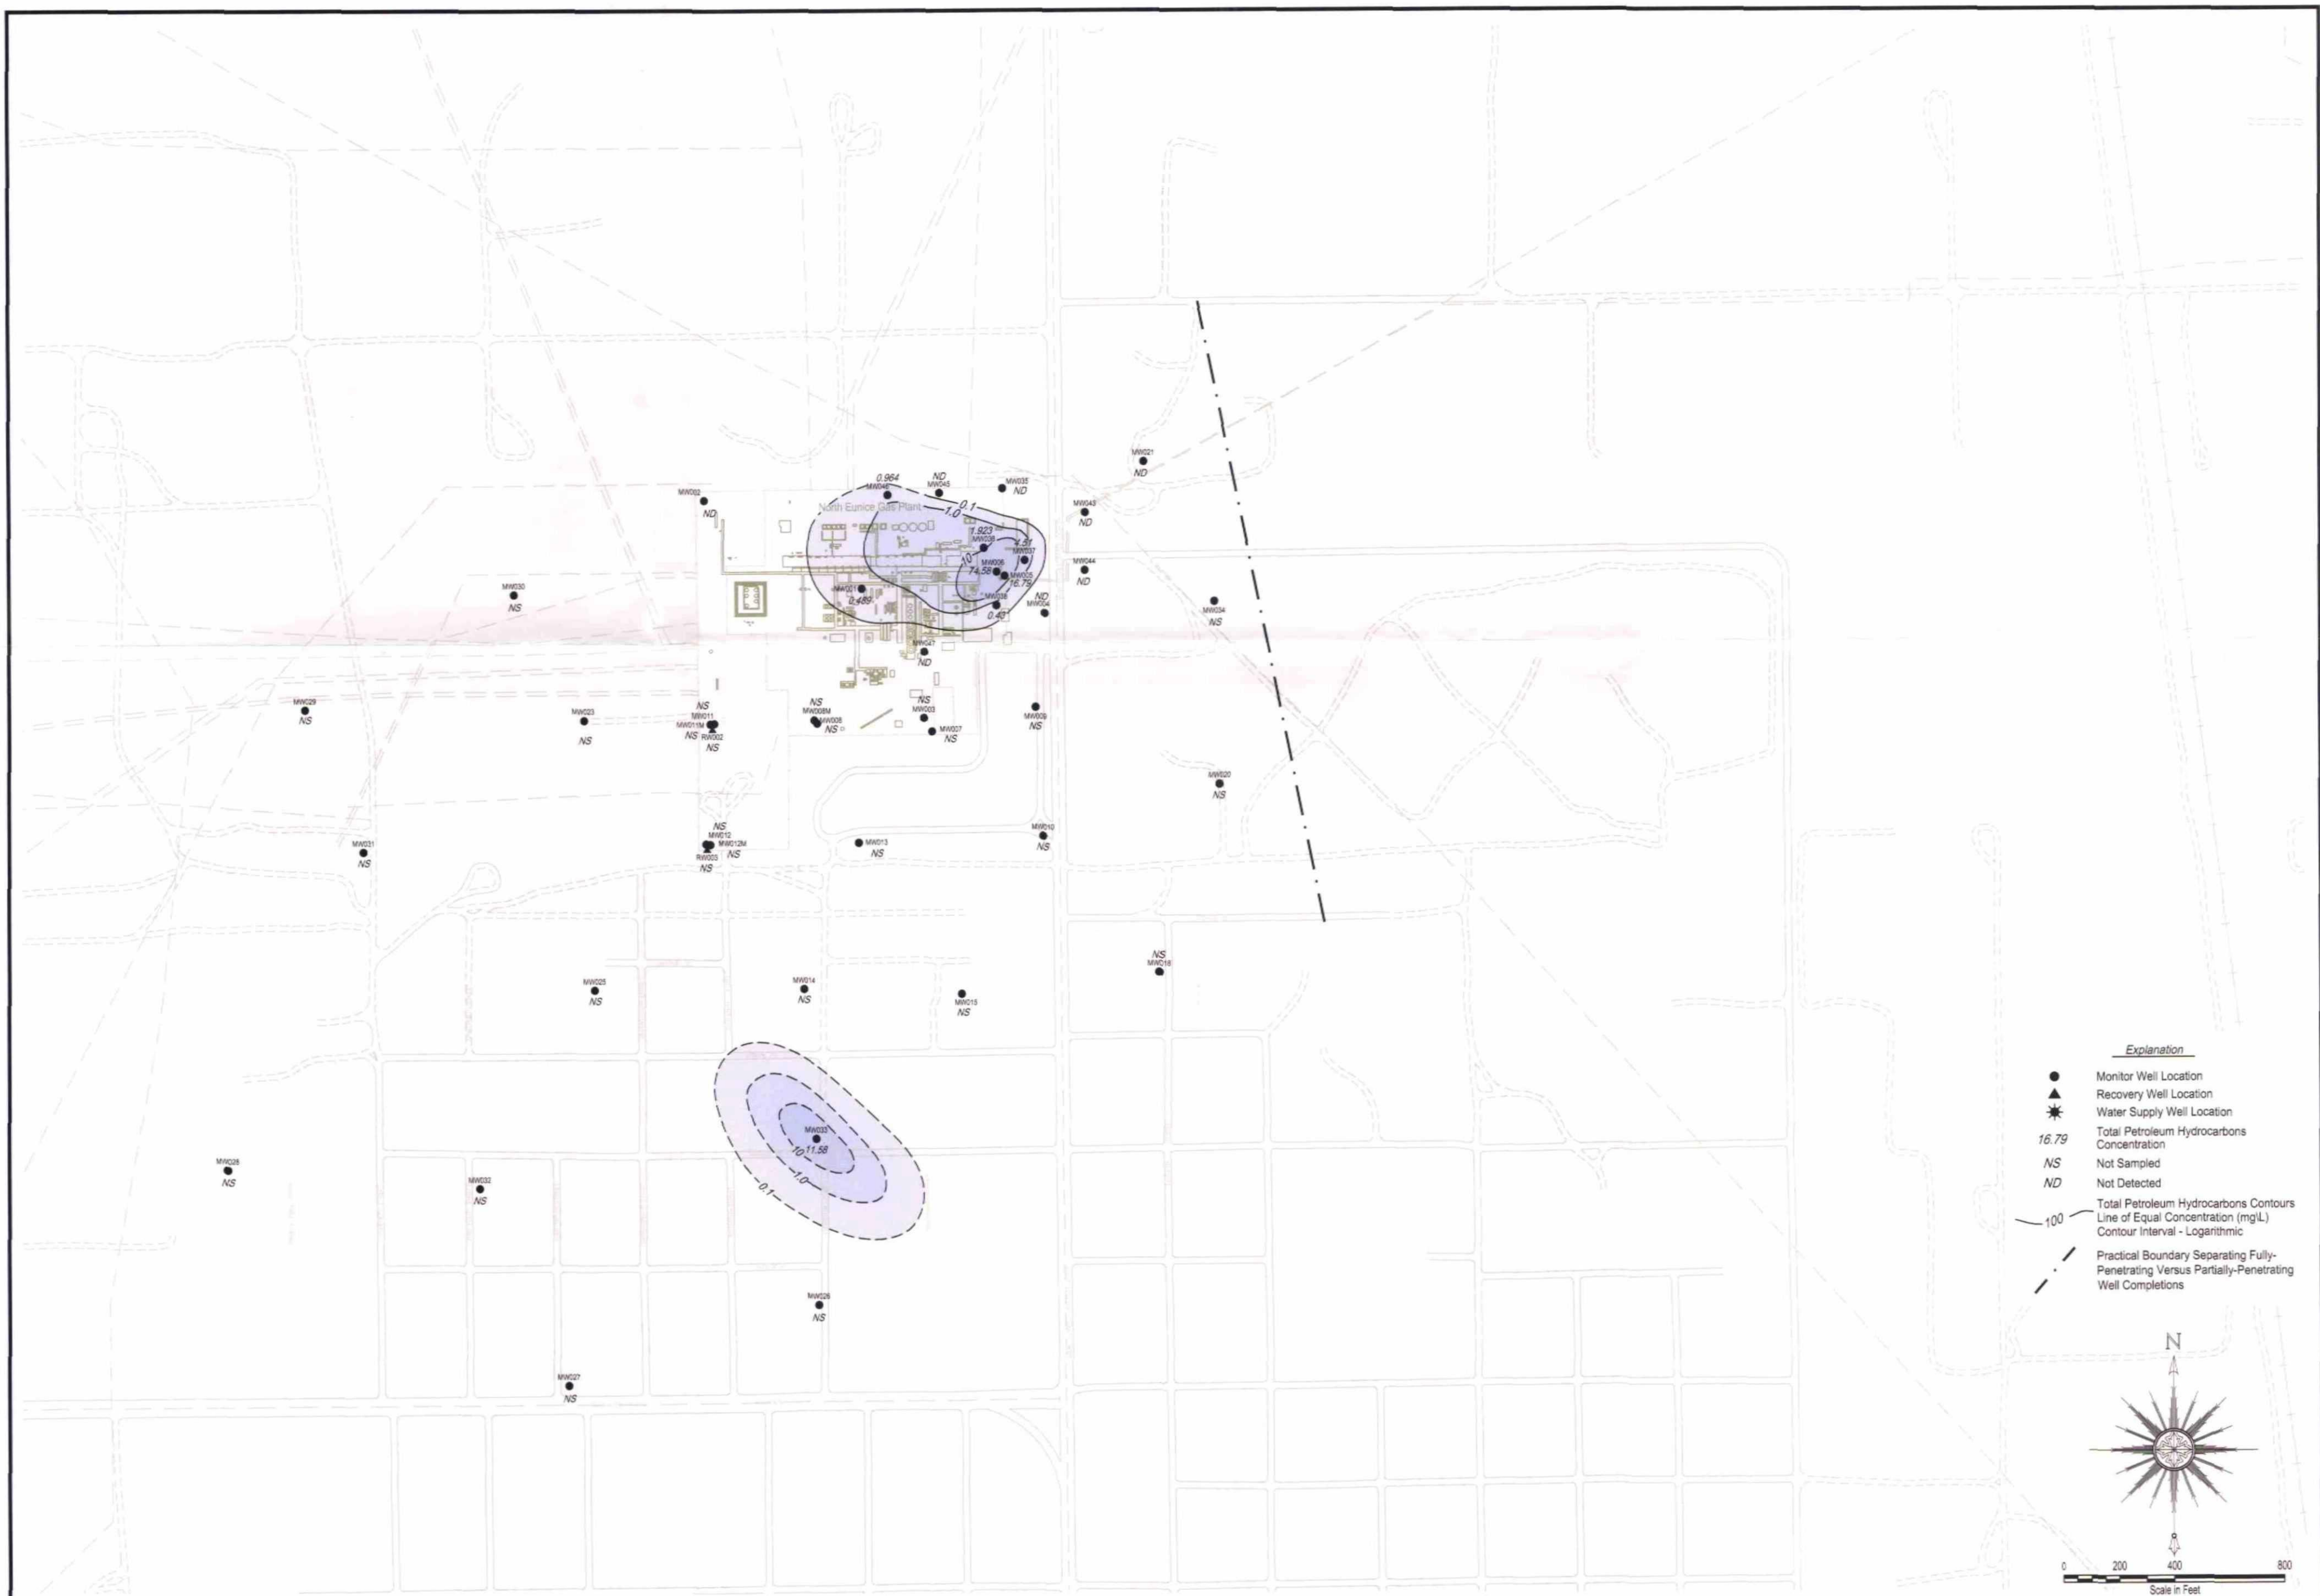 MW021
ND
0.964
MW046
ND
MW045
MW035
ND
MW002
ND
North Eunice Gas Plant
0.1
1.0
MW043
ND
1.923
4.51
MW037
10
MW006
74.58
MW005
16.79
MW044
ND
MW001
0.489
ND
MW004
0.43
MW030
NS
MW034
NS
MW047
ND
MW029
NS
MW023
NS
NS
MW011
MW011M
NS
RW002
NS
NS
MW008M
MW008
NS
NS
MW003
MW007
NS
MW009
NS
MW020
NS
NS
MW012
MW012M
NS
RW003
NS
MW013
NS
MW010
NS
MW031
NS
MW025
NS
MW014
NS
MW015
NS
NS
MW033
10
11.58
1.0
0.1
NS
MW032
NS
MW026
NS
MW027
NS
Explanation
Monitor Well Location
Recovery Well Location
Water Supply Well Location
16.79 Total Petroleum Hydrocarbons
Concentration
NS Not Sampled
ND Not Detected
Total Petroleum Hydrocarbons Contours
100 Line of Equal Concentration (mg\L)
Contour Interval - Logarithmic
Practical Boundary Separating Fully-
Penetrating Versus Partially-Penetrating
Well Completions
N
0 200 400 800
Scale in Feet